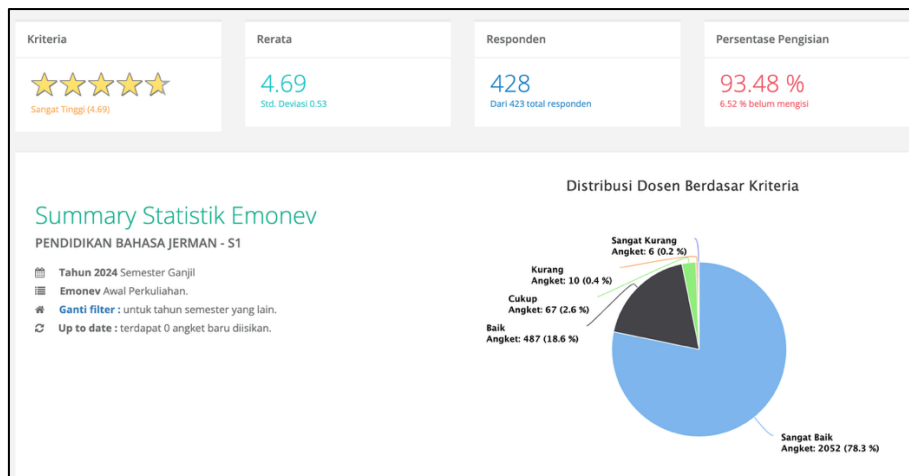 Kriteria
Sangat Tinggi (4.69)
Rerata
4.69
Std. Deviasi 0.53
Responden
428
Dari 423 total responden
Persentase Pengisian
93.48 %
6.52 % belum mengisi
Summary Statistik Emonev
PENDIDIKAN BAHASA JERMAN - S1
Tahun 2024 Semester Ganjil
Emonev Awal Perkuliahan.
Ganti filter : untuk tahun semester yang lain.
Up to date : terdapat 0 angket baru diisikan.
Distribusi Dosen Berdasar Kriteria
Sangat Kurang
Angket: 6 (0.2 %)
Kurang
Angket: 10 (0.4 %)
Cukup
Angket: 67 (2.6 %)
Baik
Angket: 487 (18.6 %)
Sangat Baik
Angket: 2052 (78.3 %)